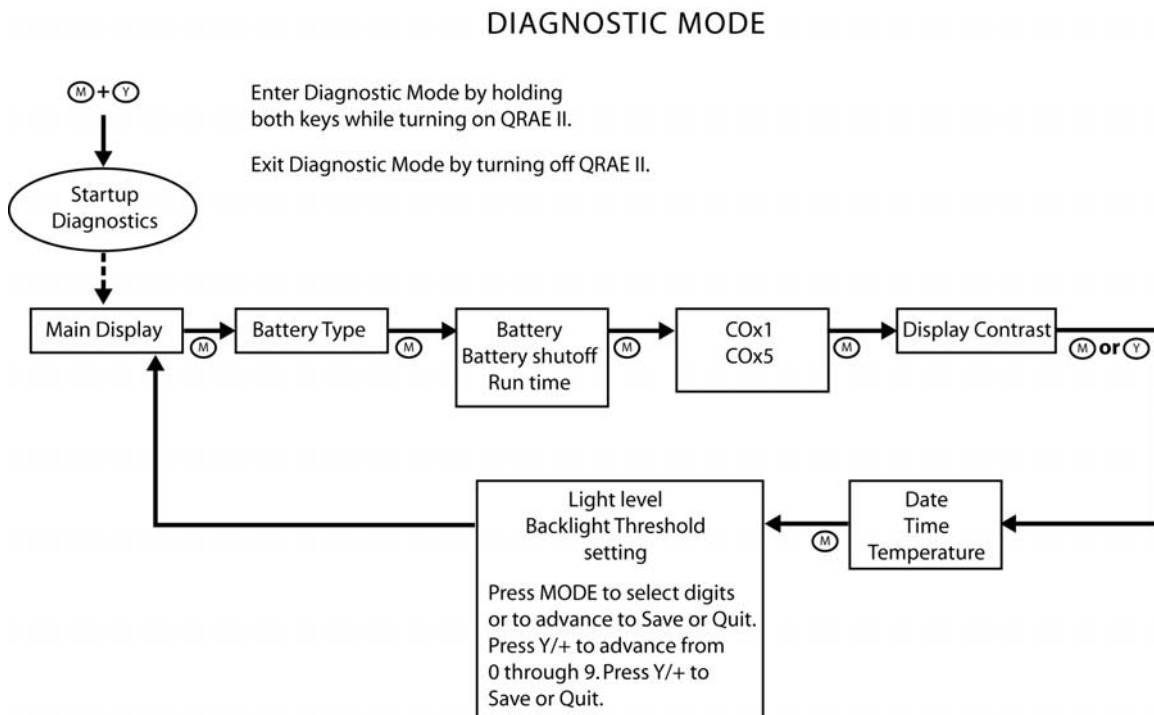 DIAGNOSTIC MODE
M + Y
Enter Diagnostic Mode by holding
both keys while turning on QRAE II.
Exit Diagnostic Mode by turning off QRAE II.
Startup
Diagnostics
Main Display
M
Battery Type
M
Battery
Battery shutoff
Run time
M
COx1
COx5
M
Display Contrast
M or Y
Date
Time
Temperature
M
Light level
Backlight Threshold
setting
Press MODE to select digits
or to advance to Save or Quit.
Press Y/+ to advance from
0 through 9. Press Y/+ to
Save or Quit.